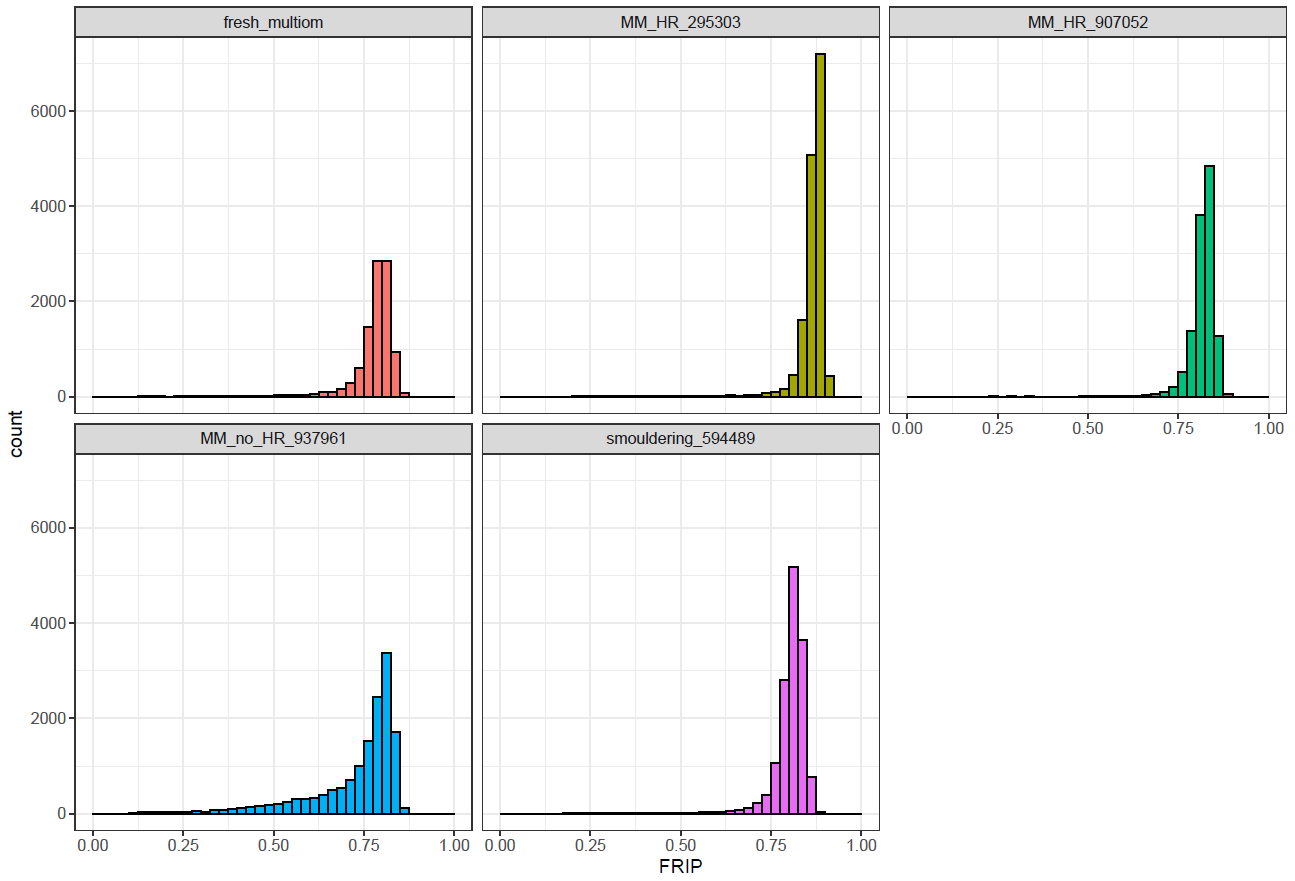 fresh_multiom
MM_HR_295303
MM_HR_907052
6000
4000
2000
0
0.00 0.25 0.50 0.75 1.00
MM_no_HR_937961
smouldering_594489
6000
4000
2000
0
0.00 0.25 0.50 0.75 1.00
0.00 0.25 0.50 0.75 1.00
count
FRIP